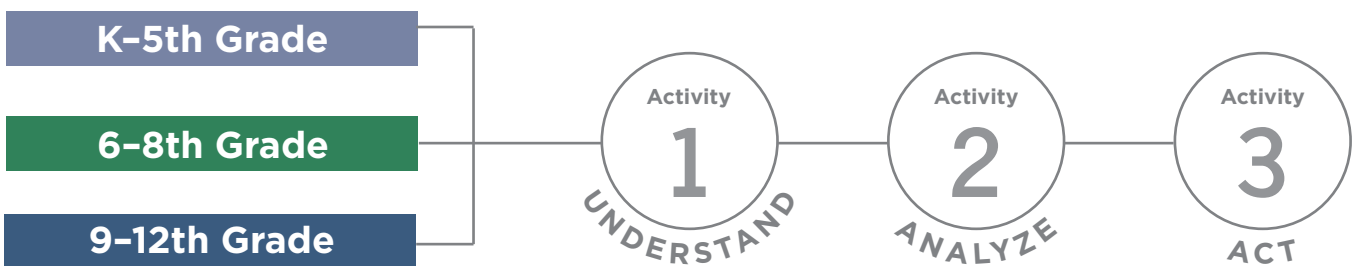 K–5th Grade
6–8th Grade
9–12th Grade
Activity
1
UNDERSTAND
Activity
2
ANALYZE
Activity
3
ACT